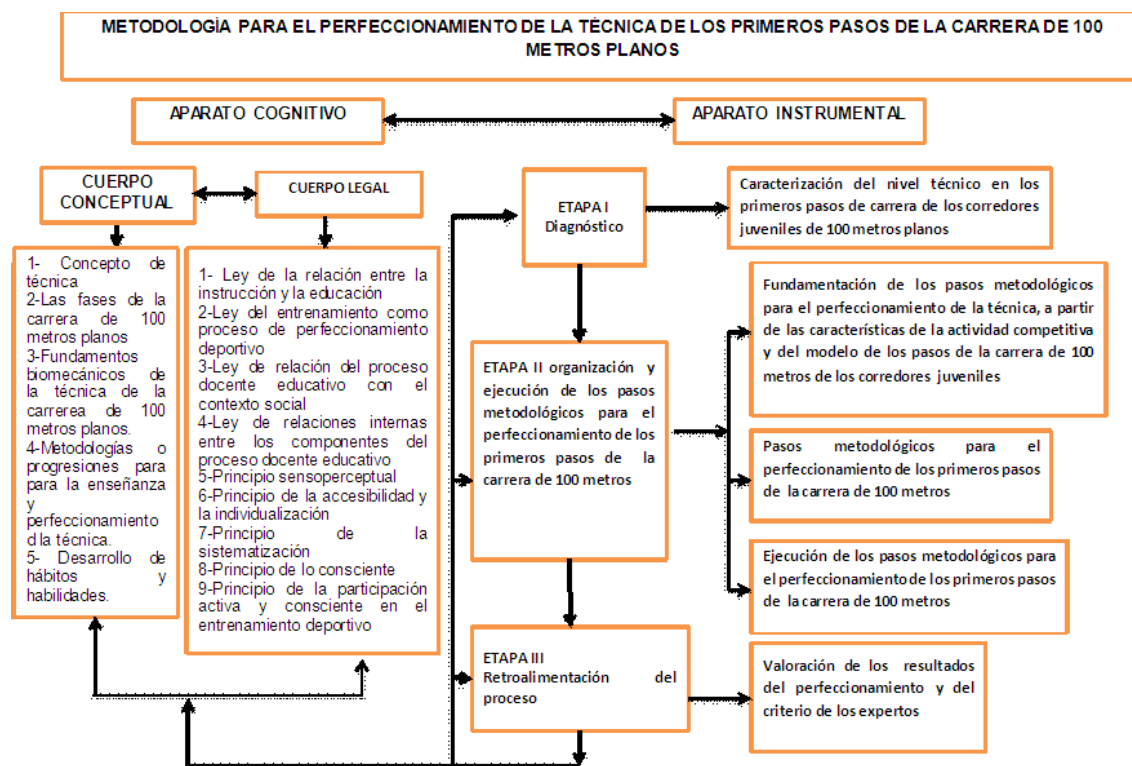 METODOLOGÍA PARA EL PERFECCIONAMIENTO DE LA TÉCNICA DE LOS PRIMEROS PASOS DE LA CARRERA DE 100
METROS PLANOS
APARATO COGNITIVO
APARATO INSTRUMENTAL
CUERPO
CONCEPTUAL
CUERPO LEGAL
1- Concepto de
técnica
2-Las fases de la
carrera de 100
metros planos
3-Fundamentos
biomecánicos de
la técnica de la
carrerea de 100
metros planos.
4-Metodologías o
progresiones para
para la enseñanza
y
perfeccionamiento
d la técnica.
5- Desarrollo de
hábitos y
habilidades.
1- Ley de la relación entre la
instrucción y la educación
2-Ley del entrenamiento como
proceso de perfeccionamiento
deportivo
3-Ley de relación del proceso
docente educativo con el
contexto social
4-Ley de relaciones internas
entre los componentes del
proceso docente educativo
5-Principio sensoperceptual
6-Principio de la accesibilidad y
la individualización
7-Principio de la
sistematización
8-Principio de lo consciente
9-Principio de la participación
activa y consciente en el
entrenamiento deportivo
ETAPA I
Diagnóstico
Caracterización del nivel técnico en los
primeros pasos de carrera de los corredores
juveniles de 100 metros planos
ETAPA II organización y
ejecución de los pasos
metodológicos para el
perfeccionamiento de los
primeros pasos de la
carrera de 100 metros
Fundamentación de los pasos metodológicos
para el perfeccionamiento de la técnica, a partir
de las características de la actividad competitiva
y del modelo de los pasos de la carrera de 100
metros de los corredores juveniles
Pasos metodológicos para el
perfeccionamiento de los primeros pasos
de la carrera de 100 metros
Ejecución de los pasos metodológicos para
el perfeccionamiento de los primeros pasos
de la carrera de 100 metros
ETAPA III
Retroalimentación del
proceso
Valoración de los resultados
del perfeccionamiento y del
criterio de los expertos